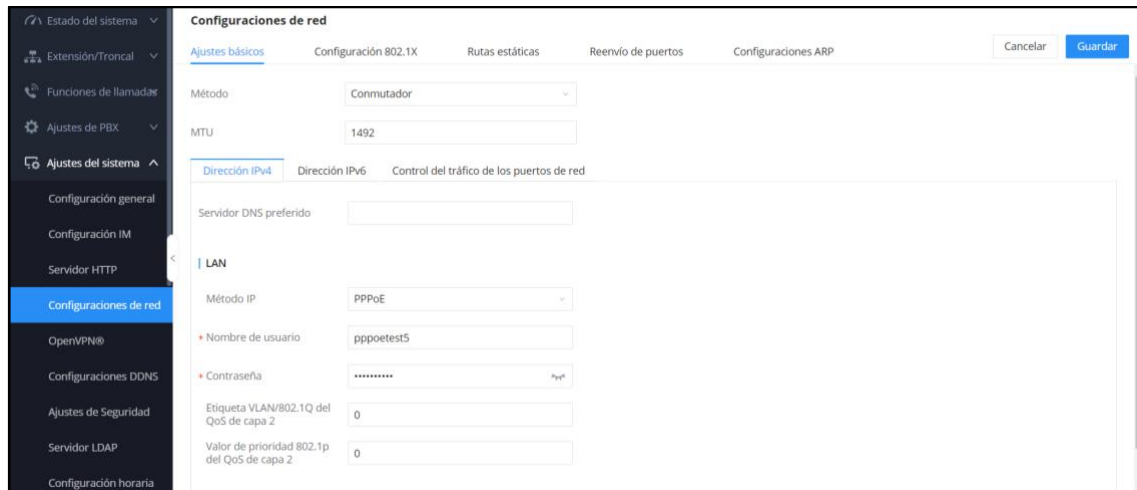 Estado del sistema
Extensión/Troncal
Funciones de llamadas
Ajustes de PBX
Ajustes del sistema
Configuración general
Configuración IM
Servidor HTTP
Configuraciones de red
OpenVPN®
Configuraciones DDNS
Ajustes de Seguridad
Servidor LDAP
Configuración horaria
Configuraciones de red
Ajustes básicos Configuración 802.1X Rutas estáticas Reenvío de puertos Configuraciones ARP Cancelar Guardar
Método Conmutador
MTU 1492
Dirección IPv4 Dirección IPv6 Control del tráfico de los puertos de red
Servidor DNS preferido
LAN
Método IP PPPoE
* Nombre de usuario pppoetest5
* Contraseña ••••••••••
Etiqueta VLAN/802.1Q del
QoS de capa 2 0
Valor de prioridad 802.1p
del QoS de capa 2 0